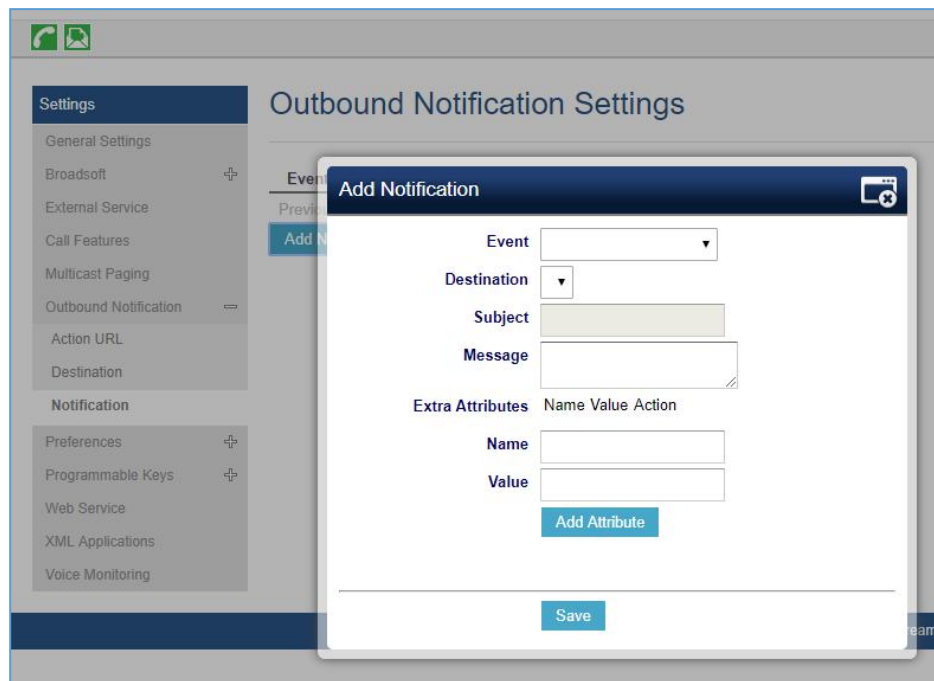 Settings
Outbound Notification Settings
General Settings
Broadsoft
External Service
Call Features
Multicast Paging
Outbound Notification
Action URL
Destination
Notification
Preferences
Programmable Keys
Web Service
XML Applications
Voice Monitoring
Add Notification
Event
Destination
Subject
Message
Extra Attributes Name Value Action
Name
Value
Add Attribute
Save